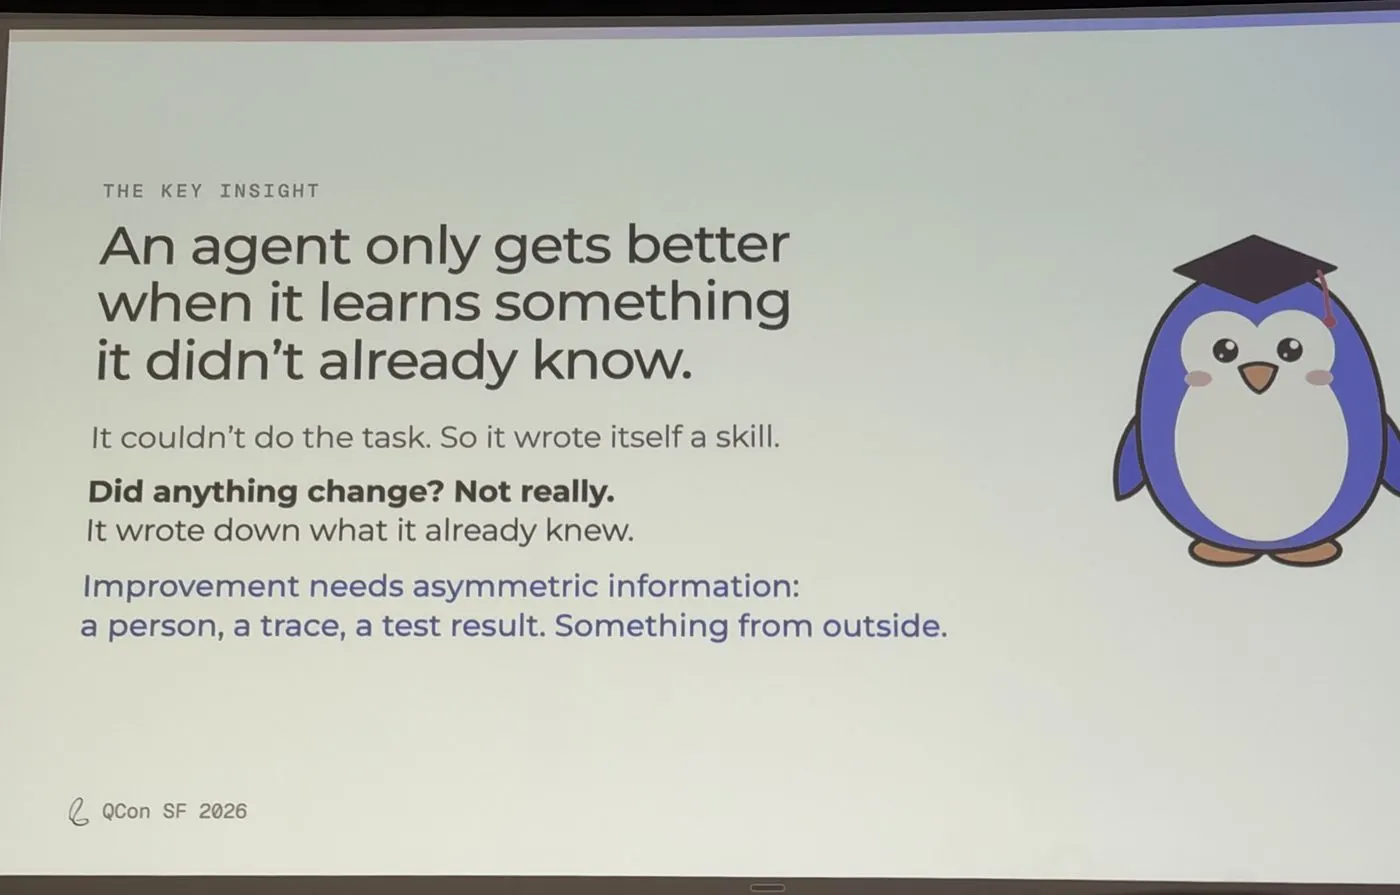 THE KEY INSIGHT
An agent only gets better
when it learns something
it didn't already know.
It couldn't do the task. So it wrote itself a skill.
Did anything change? Not really.
It wrote down what it already knew.
Improvement needs asymmetric information:
a person, a trace, a test result. Something from outside.
QCon SF 2026